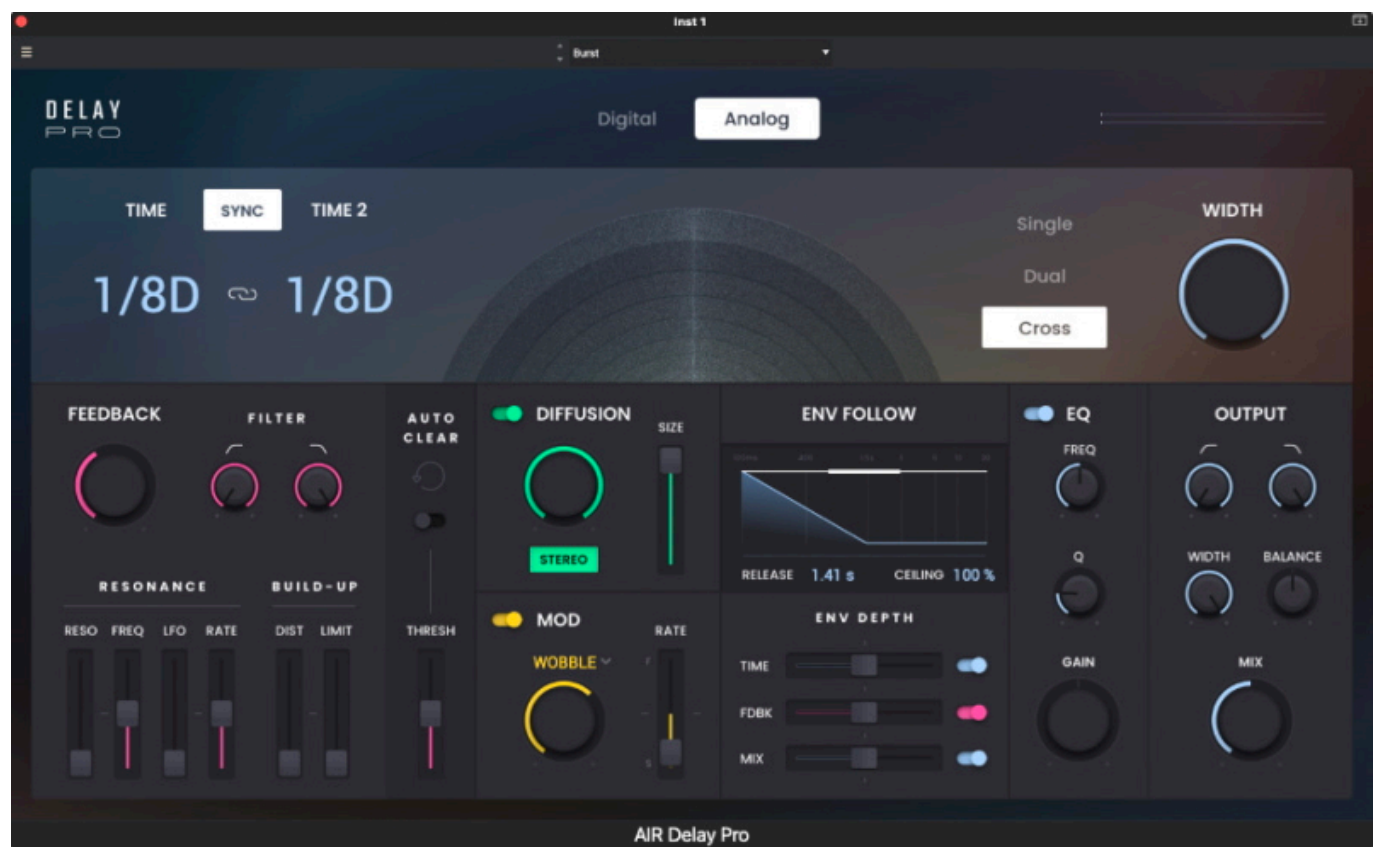 Inst 1
Burst
DELAY
PRO
Digital
Analog
TIME
SYNC
TIME 2
1/8D
1/8D
Single
Dual
Cross
WIDTH
FEEDBACK
FILTER
AUTO
CLEAR
RESONANCE
BUILD-UP
RESO
FREQ
LFO
RATE
DIST
LIMIT
THRESH
DIFFUSION
SIZE
STEREO
MOD
RATE
WOBBLE
F
S
ENV FOLLOW
RELEASE
1.41 s
CEILING
100 %
ENV DEPTH
TIME
FDBK
MIX
EQ
FREQ
Q
GAIN
OUTPUT
WIDTH
BALANCE
MIX
AIR Delay Pro